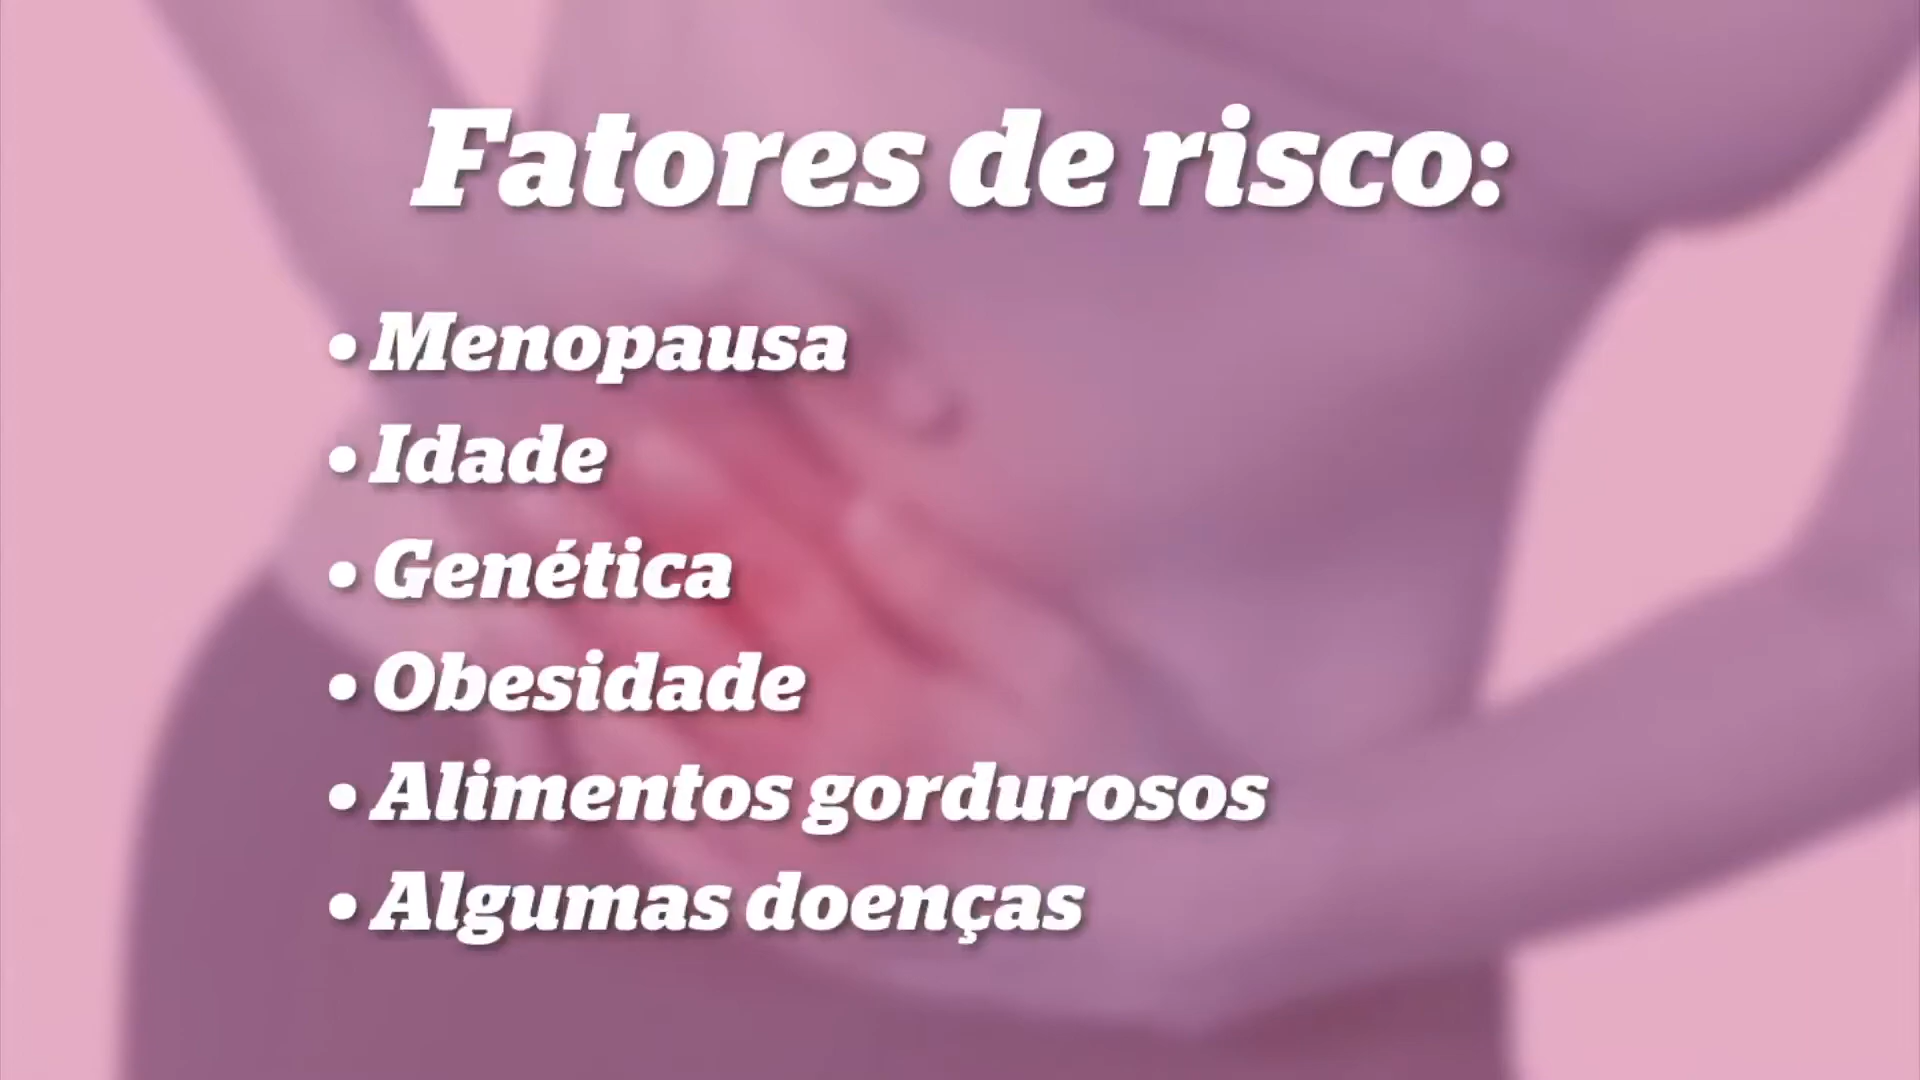 Fatores de risco:
• Menopausa
• Idade
• Genética
• Obesidade
• Alimentos gordurosos
• Algumas doenças